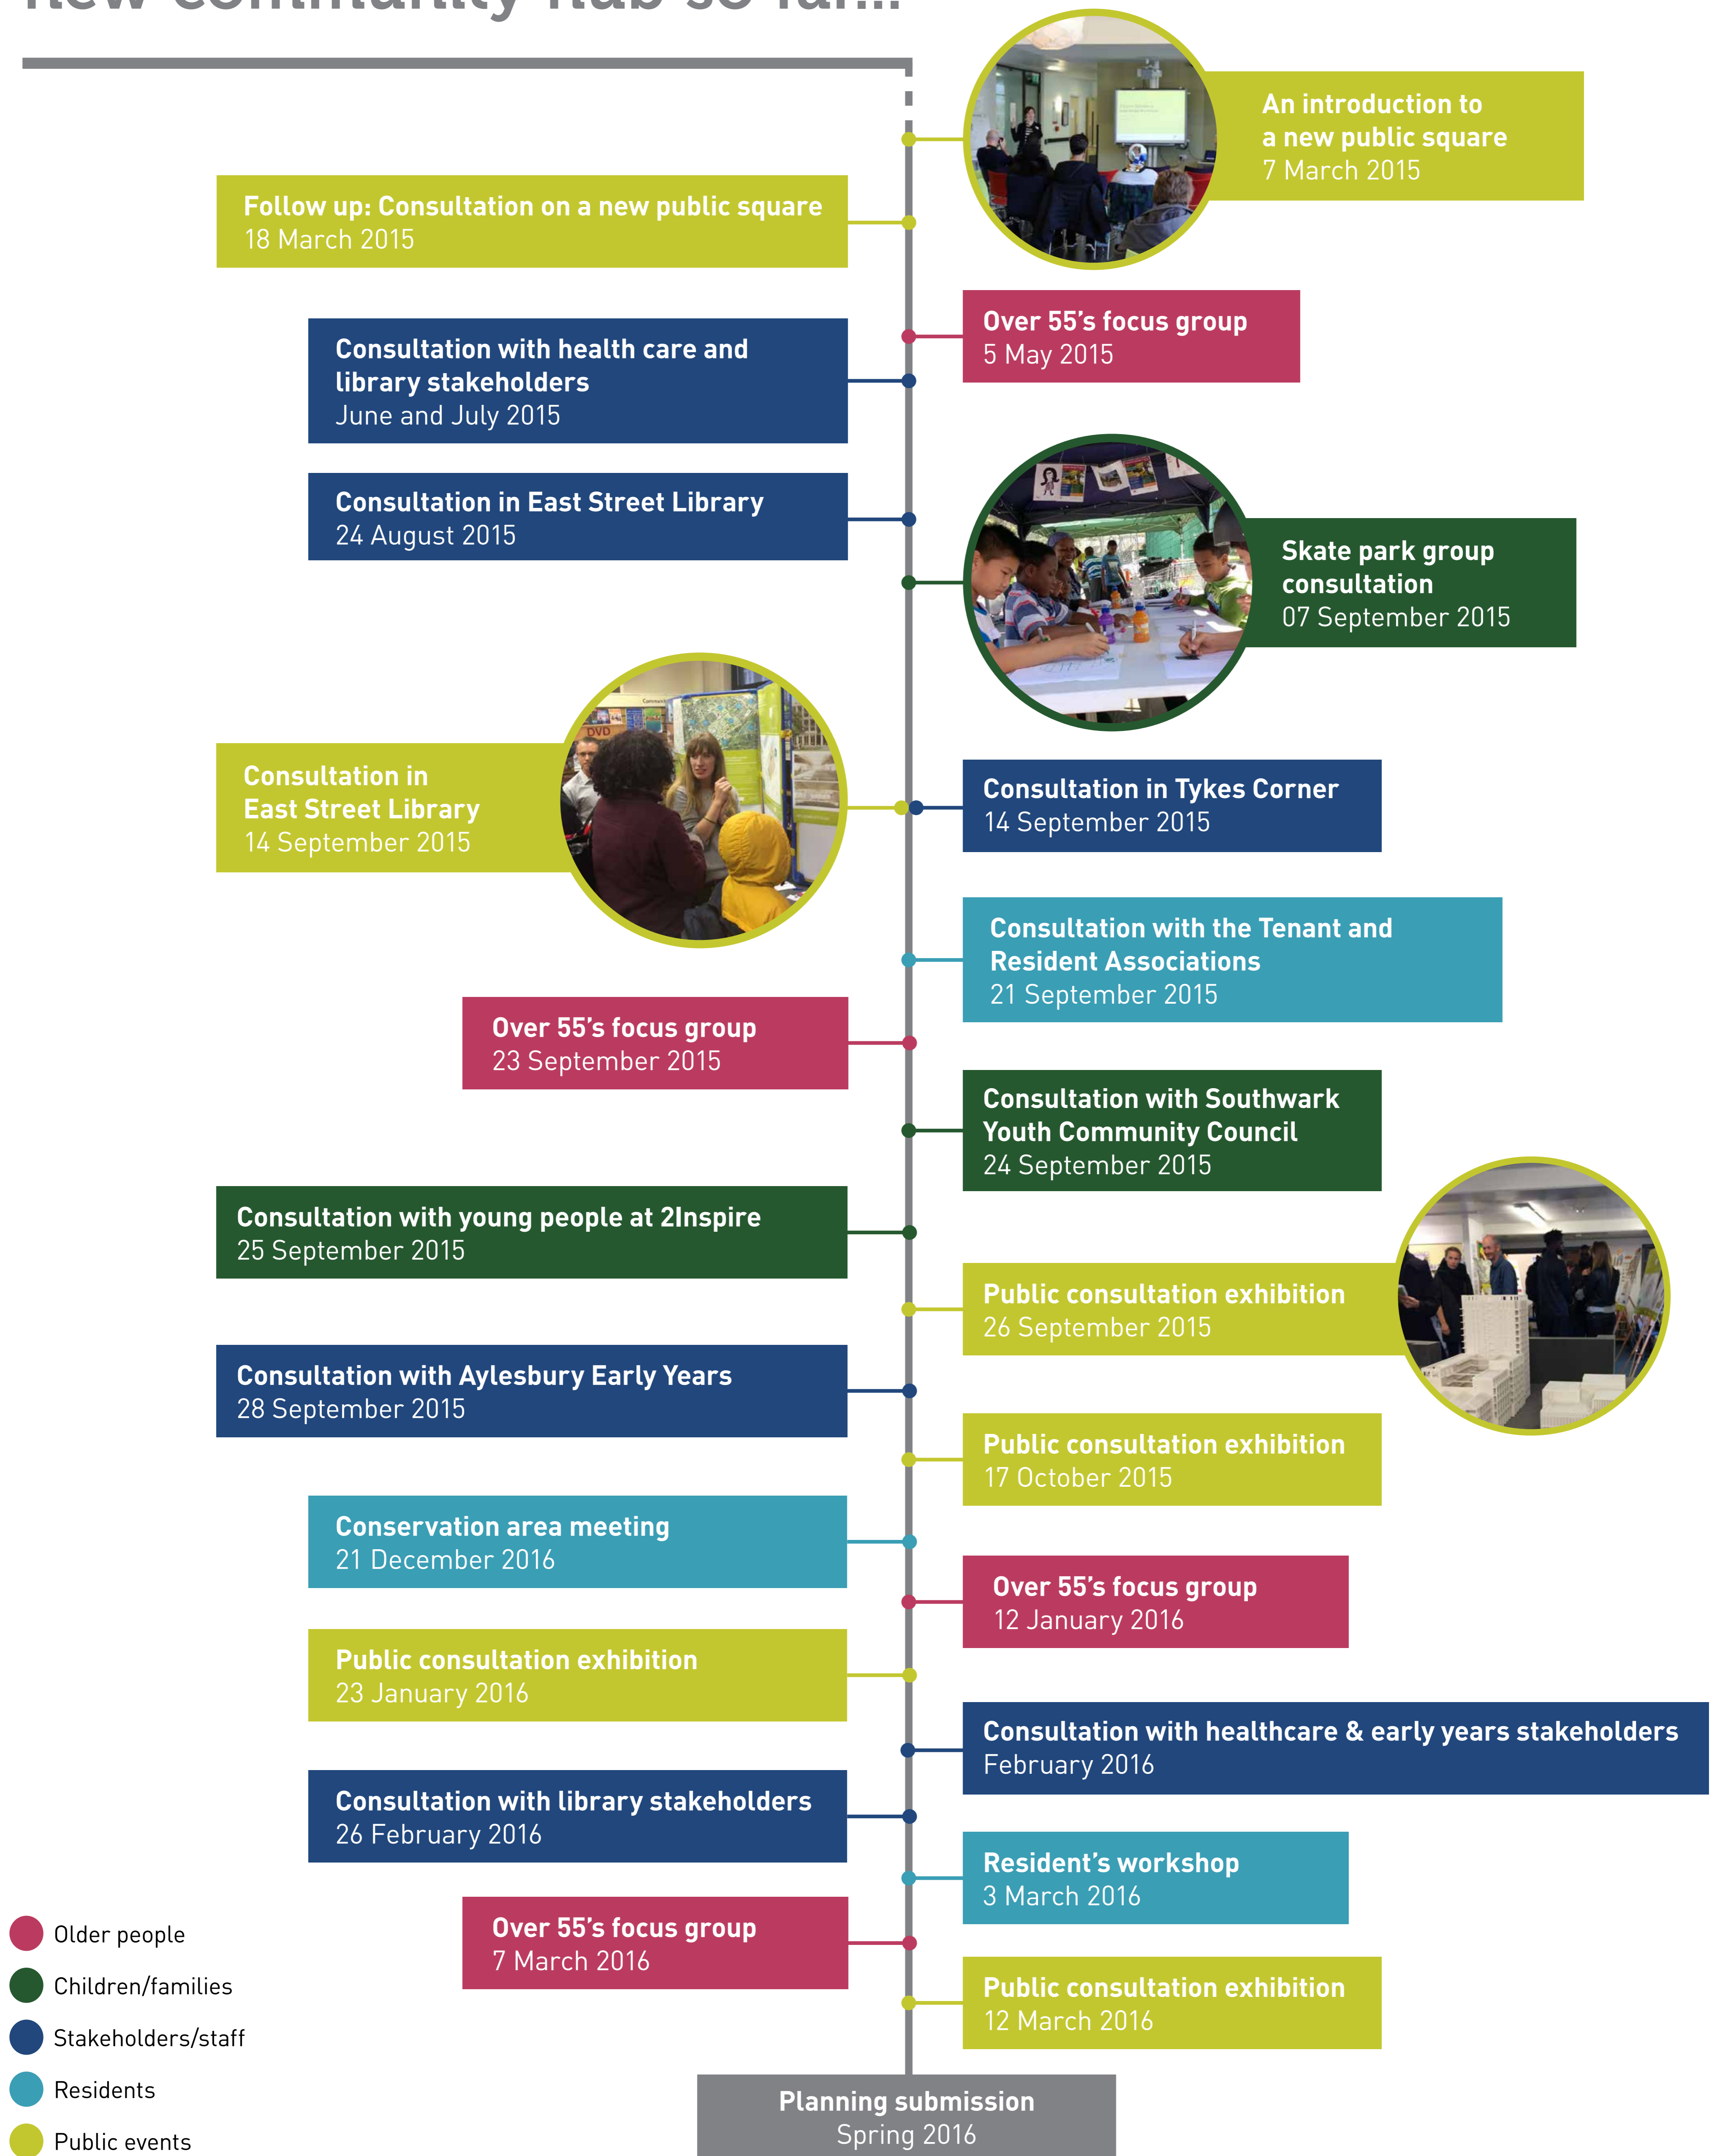 new community hub so far...
An introduction to
a new public square
7 March 2015
Follow up: Consultation on a new public square
18 March 2015
Over 55's focus group
5 May 2015
Consultation with health care and
library stakeholders
June and July 2015
Consultation in East Street Library
24 August 2015
Skate park group
consultation
07 September 2015
DVD
Consultation in
East Street Library
14 September 2015
Consultation in Tykes Corner
14 September 2015
Consultation with the Tenant and
Resident Associations
21 September 2015
Over 55's focus group
23 September 2015
Consultation with Southwark
Youth Community Council
24 September 2015
Consultation with young people at 2Inspire
25 September 2015
Public consultation exhibition
26 September 2015
Consultation with Aylesbury Early Years
28 September 2015
Public consultation exhibition
17 October 2015
Conservation area meeting
21 December 2016
Over 55's focus group
12 January 2016
Public consultation exhibition
23 January 2016
Consultation with healthcare & early years stakeholders
February 2016
Consultation with library stakeholders
26 February 2016
Resident's workshop
3 March 2016
Over 55's focus group
7 March 2016
Public consultation exhibition
12 March 2016
Older people
Children/families
Stakeholders/staff
Residents
Public events
Planning submission
Spring 2016